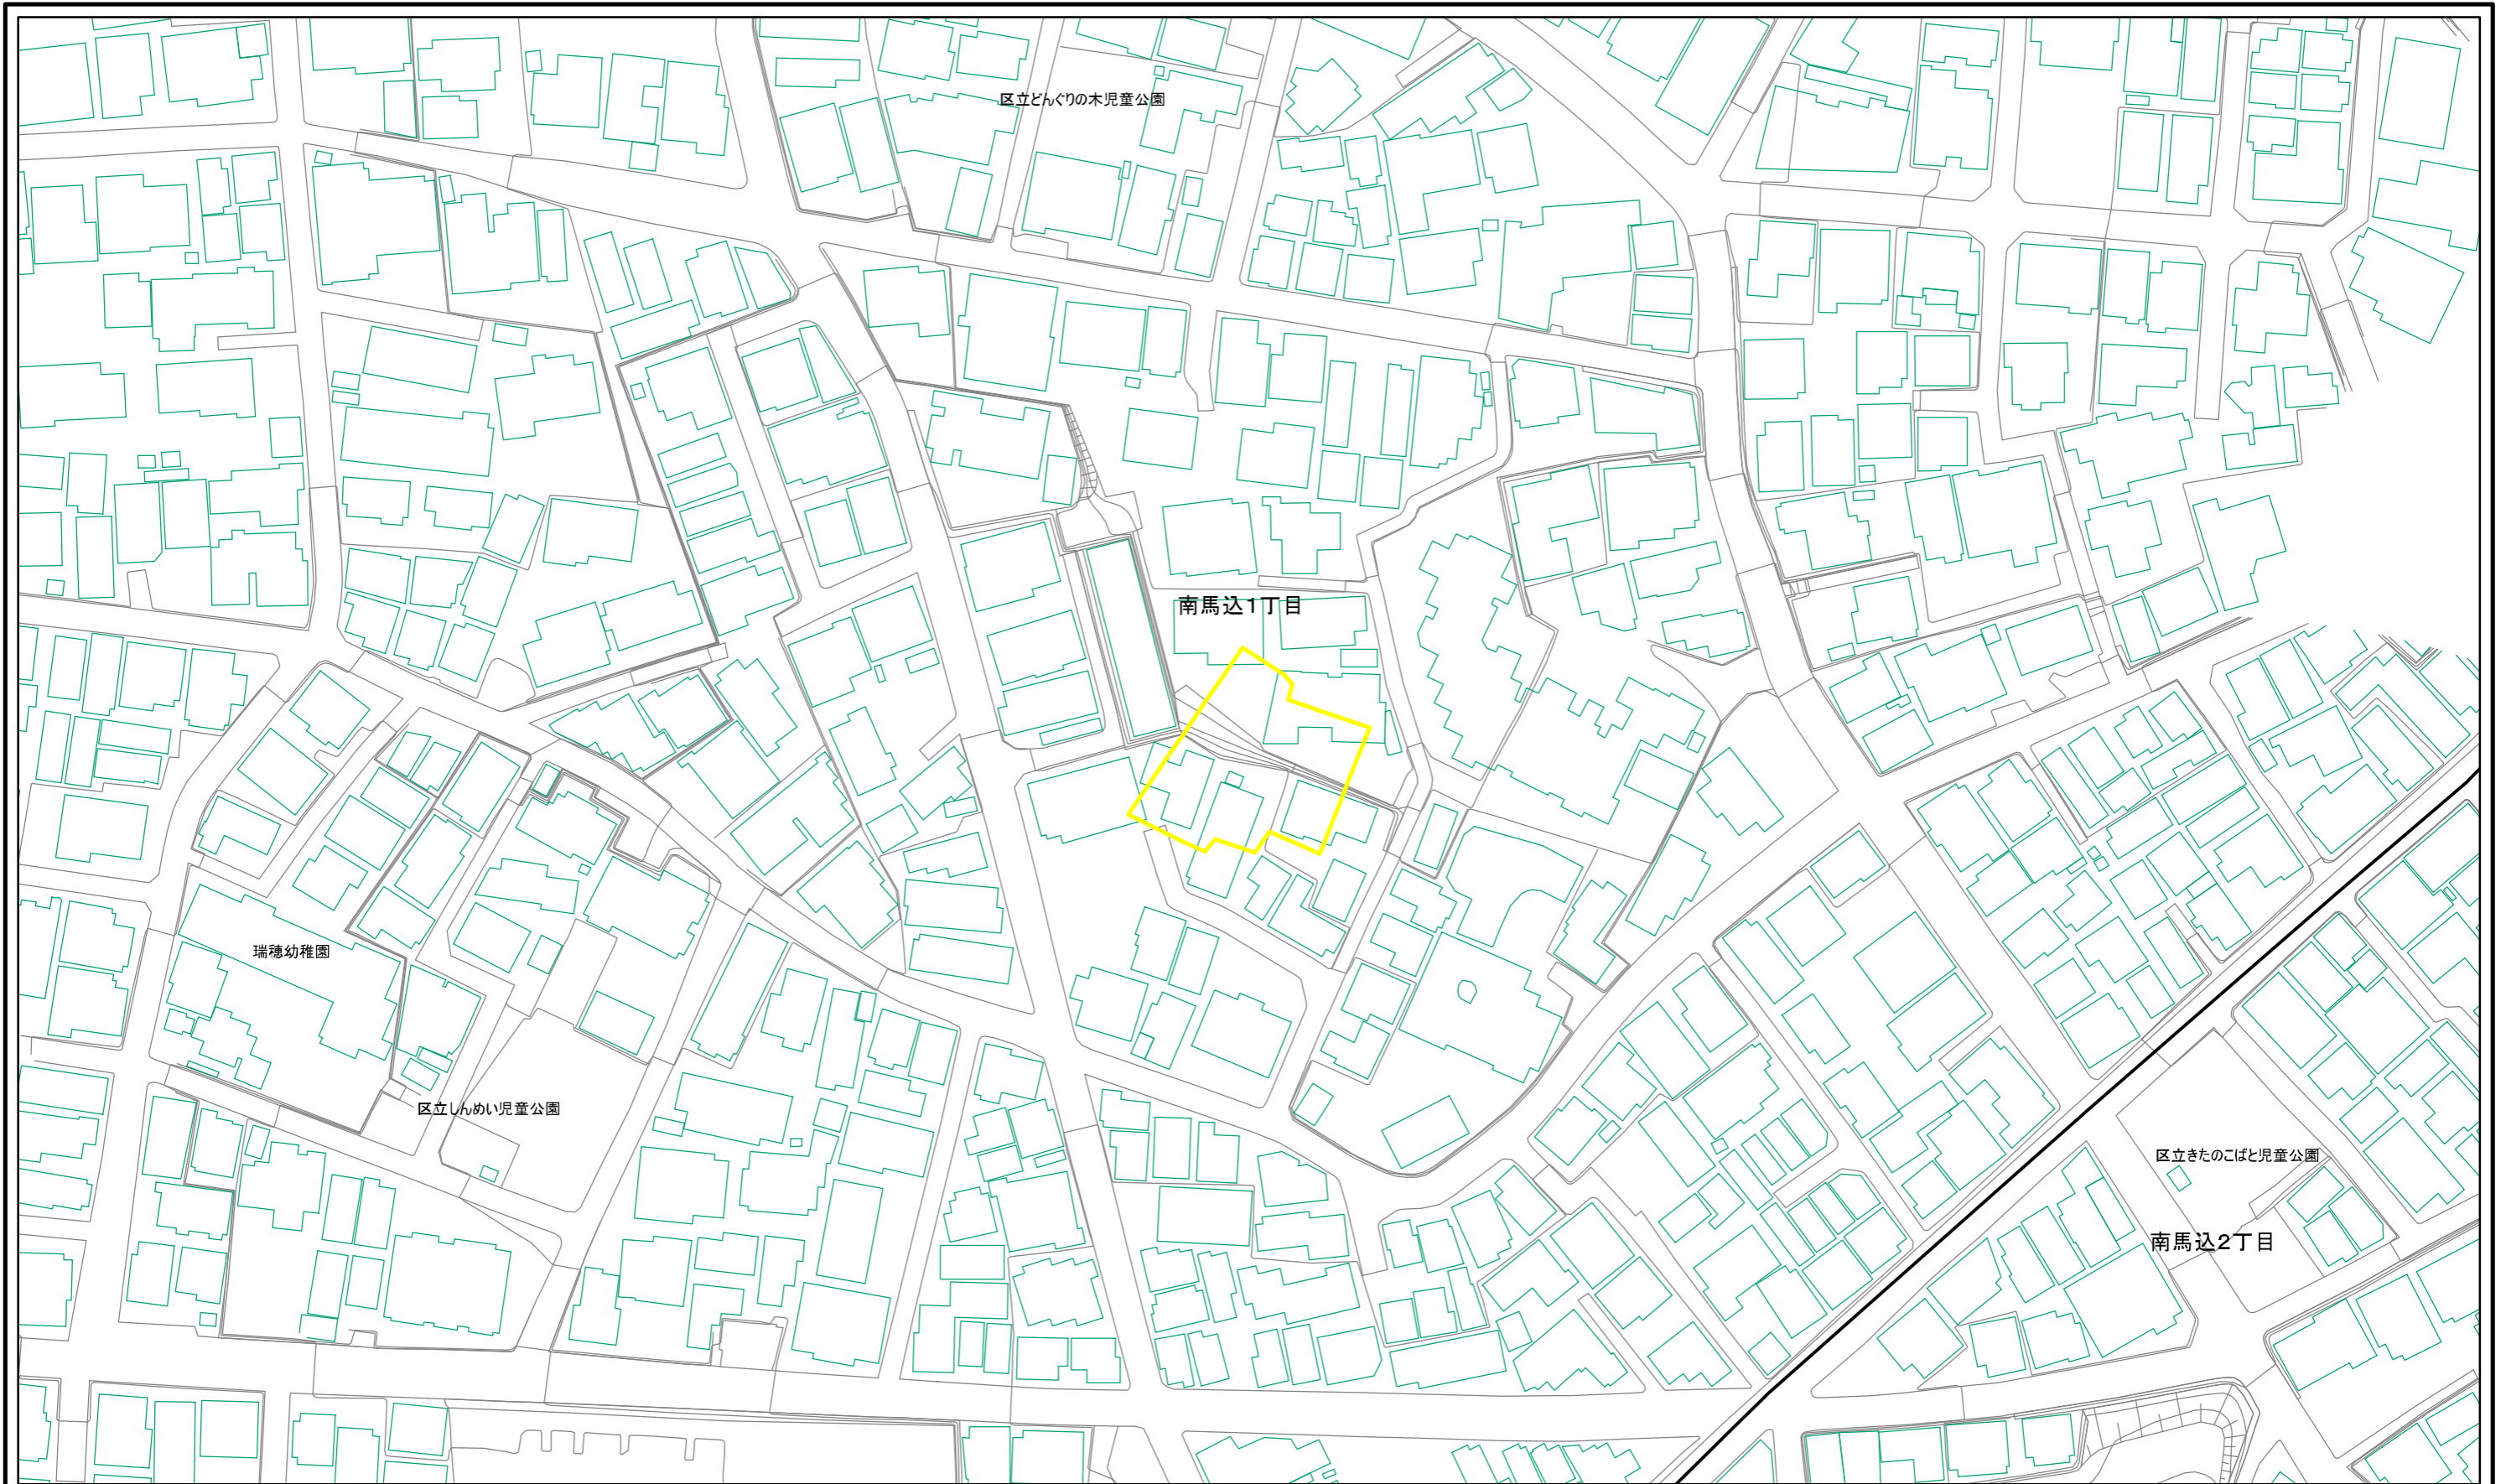 区立どんぐりの木児童公園
南馬込1丁目
瑞穂幼稚園
区立しんめい児童公園
区立きたのこばと児童公園
南馬込2丁目